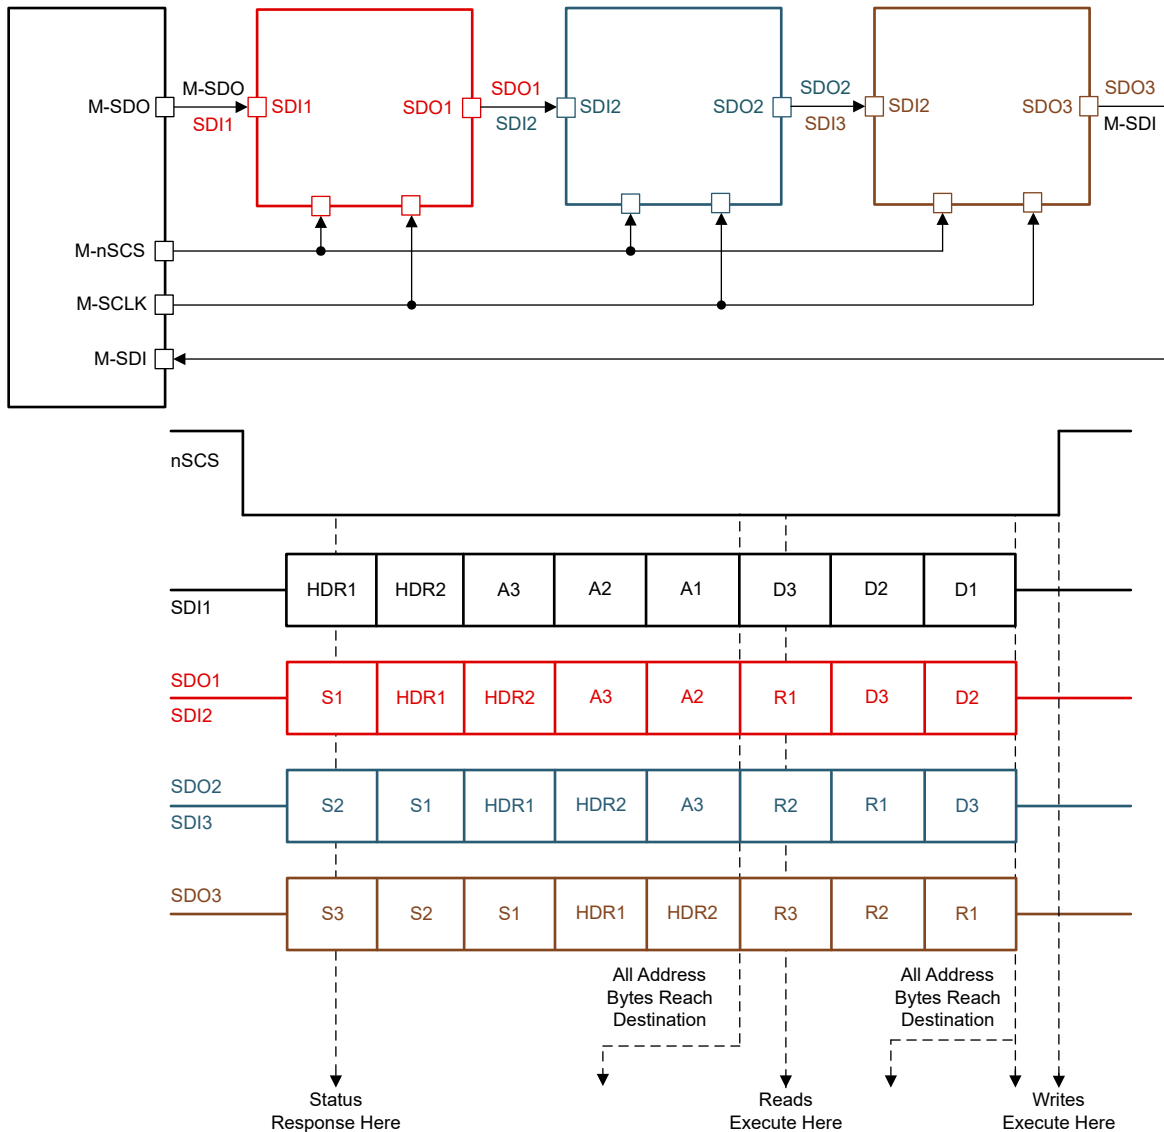 M-SDO
M-SDO
SDI1
SDI1
SDO1
SDO1
SDI2
SDI2
SDO2
SDO2
SDI3
SDI2
SDO3
SDO3
M-SDI
M-nSCS
M-SCLK
M-SDI
nSCS
SDI1
HDR1 HDR2 A3 A2 A1 D3 D2 D1
SDO1
SDI2
S1 HDR1 HDR2 A3 A2 R1 D3 D2
SDO2
SDI3
S2 S1 HDR1 HDR2 A3 R2 R1 D3
SDO3
S3 S2 S1 HDR1 HDR2 R3 R2 R1
All Address
Bytes Reach
Destination
All Address
Bytes Reach
Destination
Status
Response Here
Reads
Execute Here
Writes
Execute Here